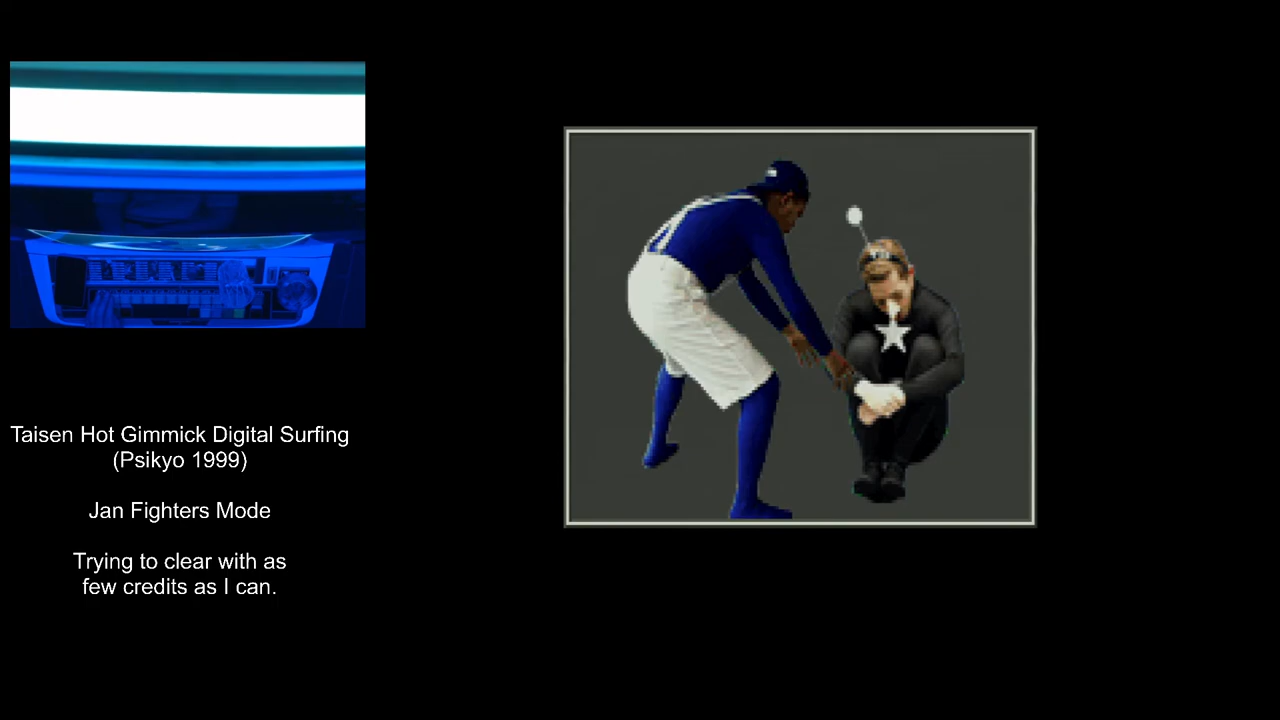 Taisen Hot Gimmick Digital Surfing
(Psikyo 1999)
Jan Fighters Mode
Trying to clear with as
few credits as I can.